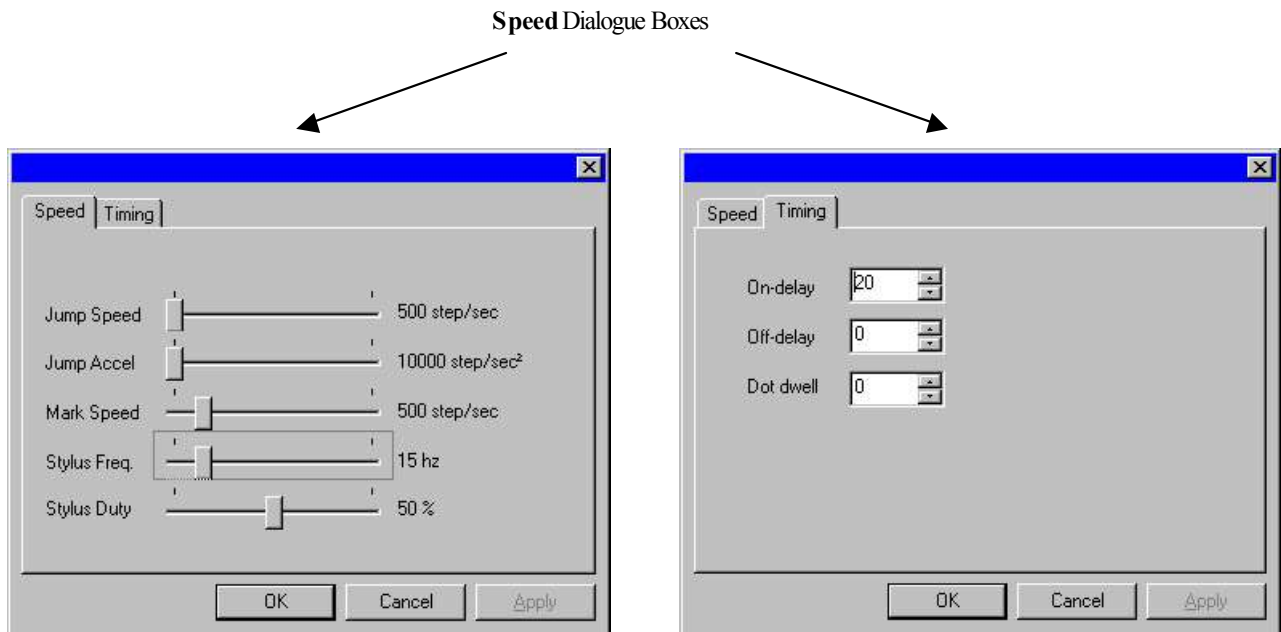 Speed Dialogue Boxes
Speed Timing
Jump Speed 500 step/sec
Jump Accel 10000 step/sec²
Mark Speed 500 step/sec
Stylus Freq. 15 hz
Stylus Duty 50 %
OK Cancel Apply
Speed Timing
On-delay 20
Off-delay 0
Dot dwell 0
OK Cancel Apply